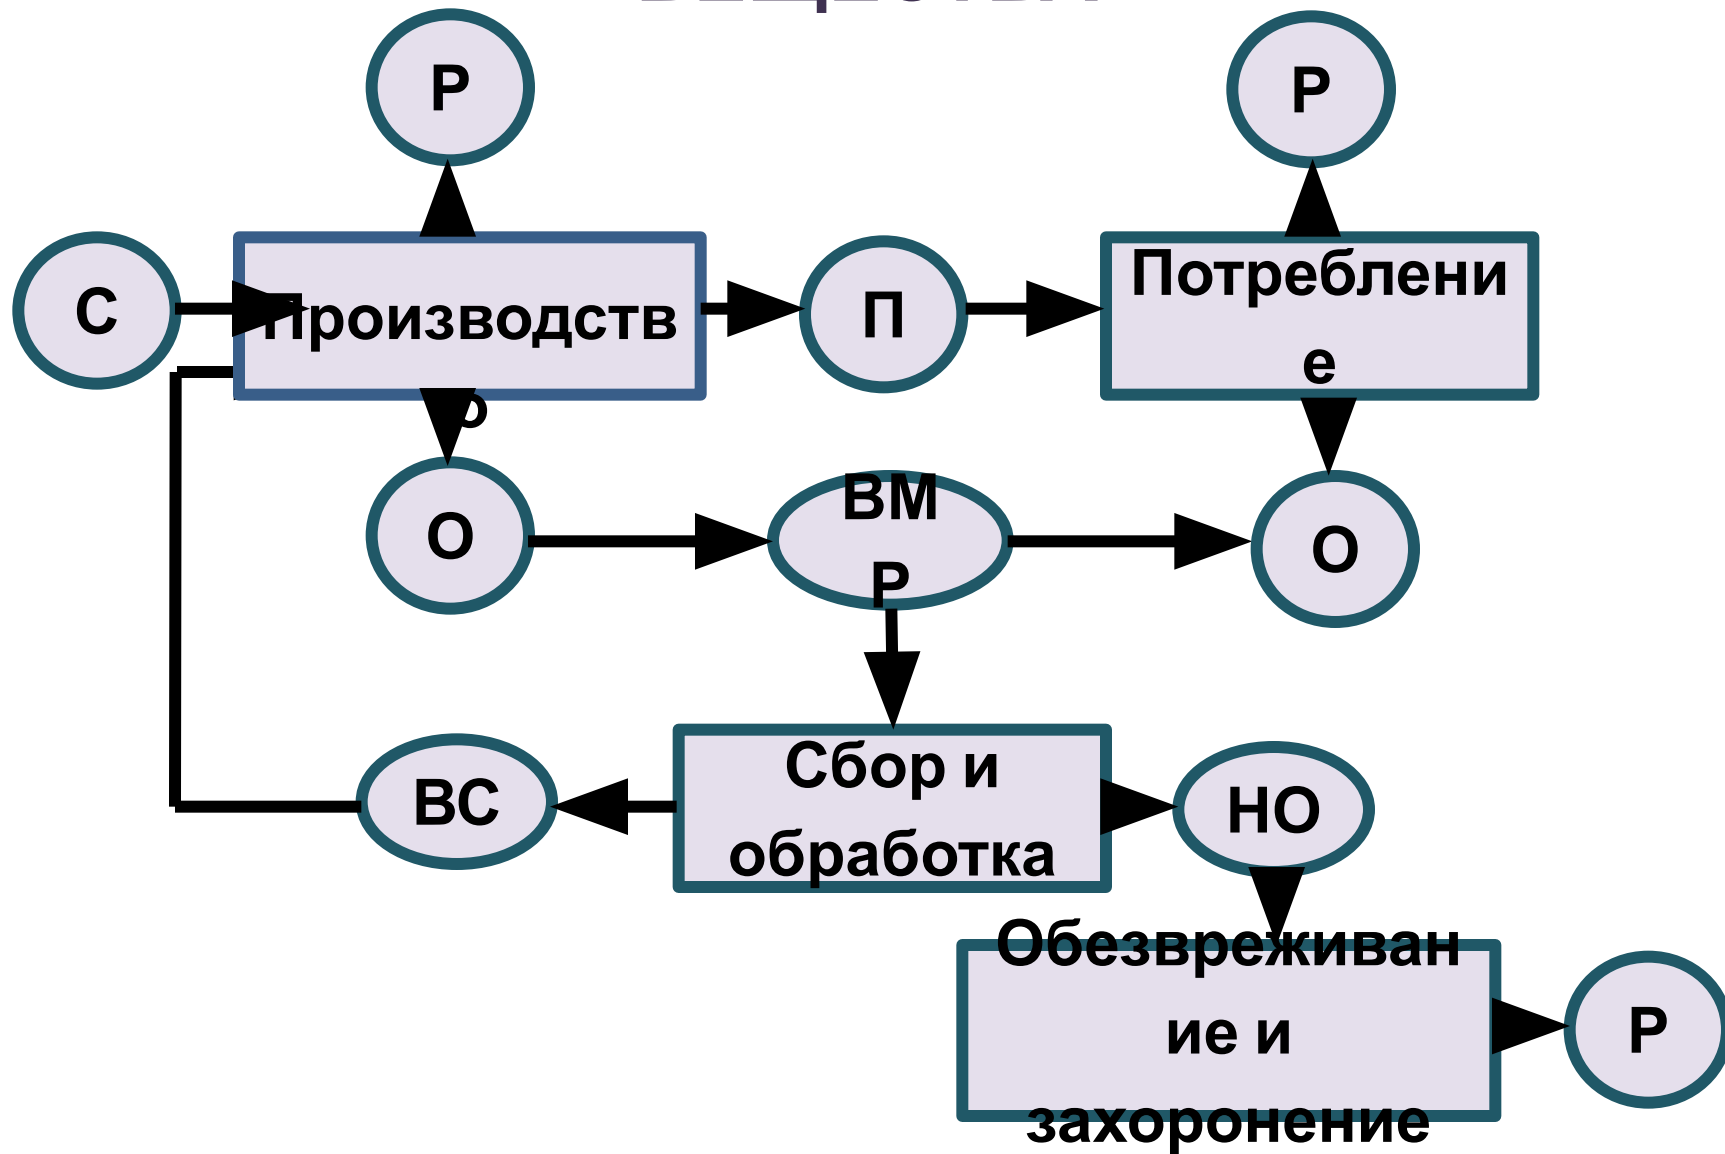 Р
Р
С
Производств
о
П
Потреблени
е
О
ВМ
Р
О
ВС
Сбор и
обработка
НО
Обезвреживан
ие и
захоронение
Р